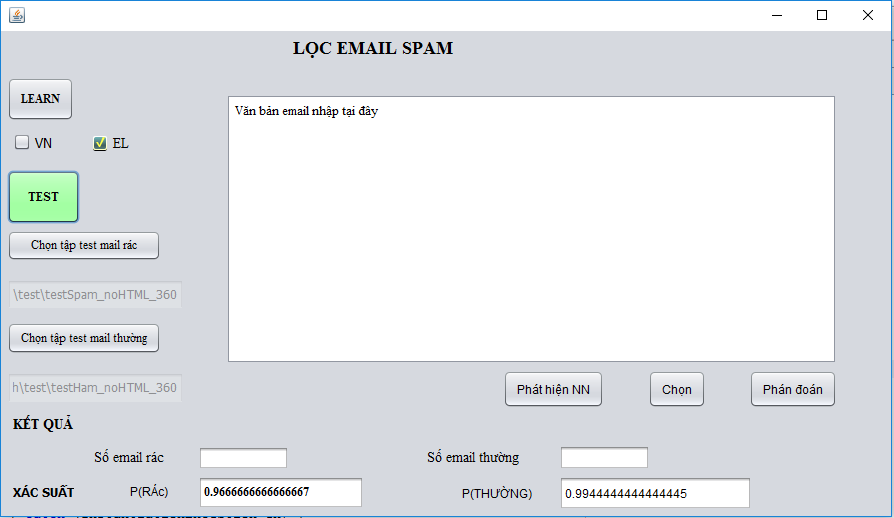 LỌC EMAIL SPAM
LEARN
VN
EL
Văn bản email nhập tại đây
TEST
Chọn tập test mail rác
\test\testSpam_noHTML_360
Chọn tập test mail thường
h\test\testHam_noHTML_360
Phát hiện NN
Chọn
Phán đoán
KẾT QUẢ
Số email rác
Số email thường
XÁC SUẤT
P(RÁc)
0.9666666666666667
P(THƯỜNG)
0.9944444444444445